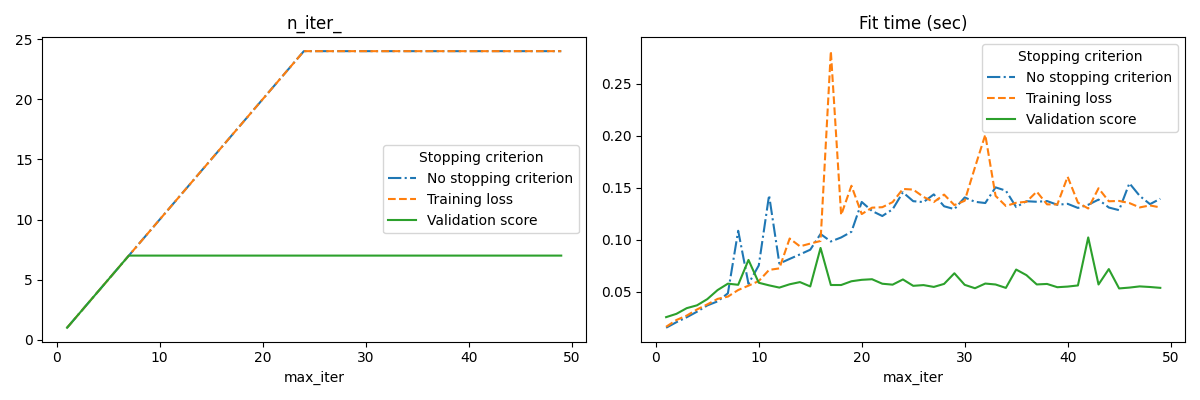 n_iter_
25
20
15
10
5
0
Stopping criterion
No stopping criterion
Training loss
Validation score
0
10
20
30
40
50
max_iter
Fit time (sec)
0.25
0.20
0.15
0.10
0.05
Stopping criterion
No stopping criterion
Training loss
Validation score
0
10
20
30
40
50
max_iter